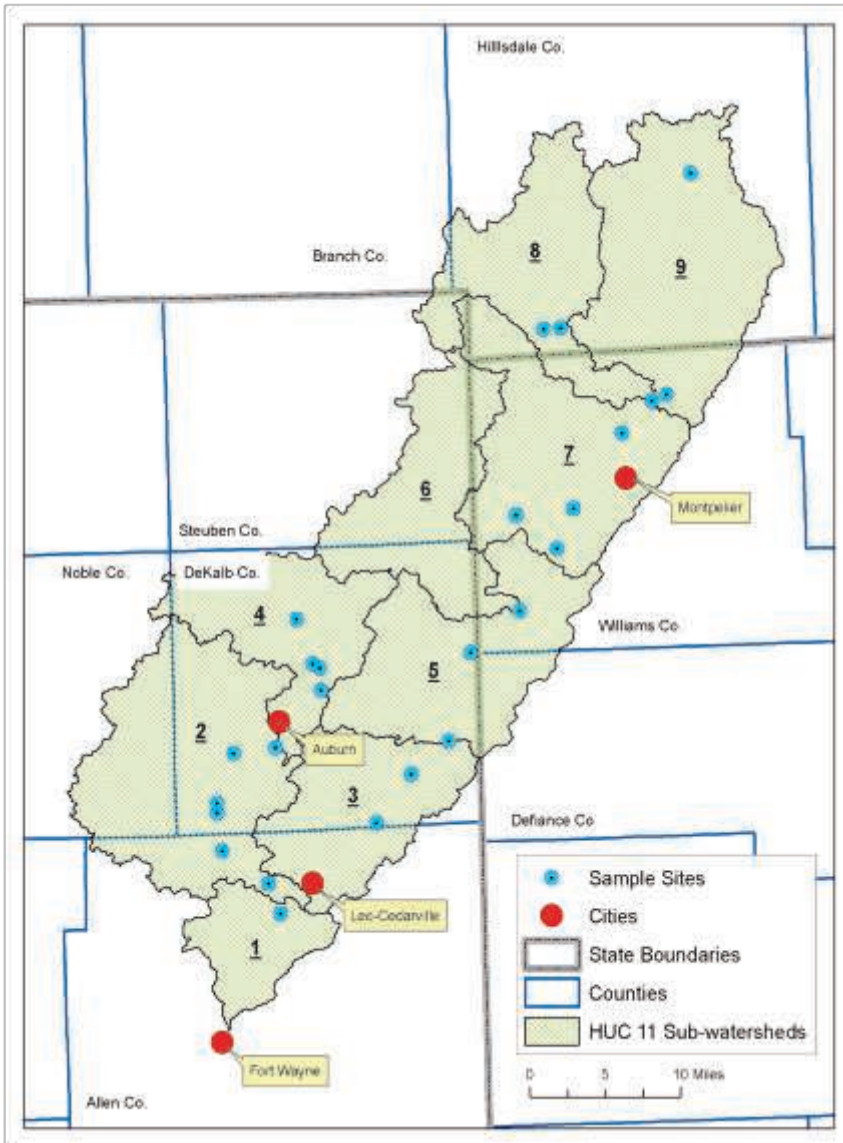 Hilllsdale Co.
8
Branch Co.
9
7
6
Montpelier
Steuben Co.
Noble Co.
DeKalb Co.
4
Williams Co.
5
2
Auburn
3
Defiance Co
Leo-Cedarville
1
Fort Wayne
Allen Co.
Sample Sites
Cities
State Boundaries
Counties
HUC 11 Sub-watersheds
0 5 10 Miles